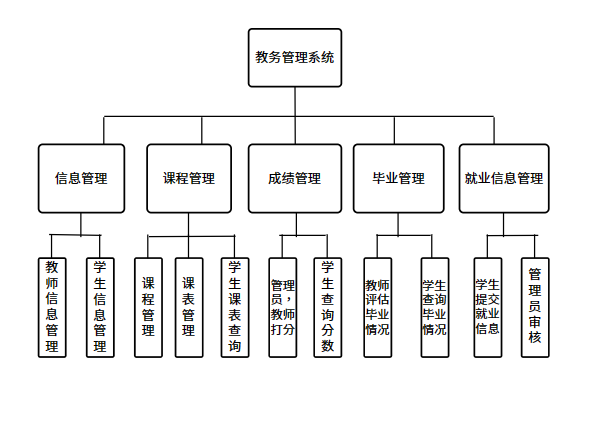 教务管理系统
信息管理
课程管理
成绩管理
毕业管理
就业信息管理
教师信息管理
学生信息管理
课程管理
课表管理
学生课表查询
管理
员，
教师
打分
学生查询分数
教师
评估
毕业
情况
学生
查询
毕业
情况
学生
提交
就业
信息
管理员审核